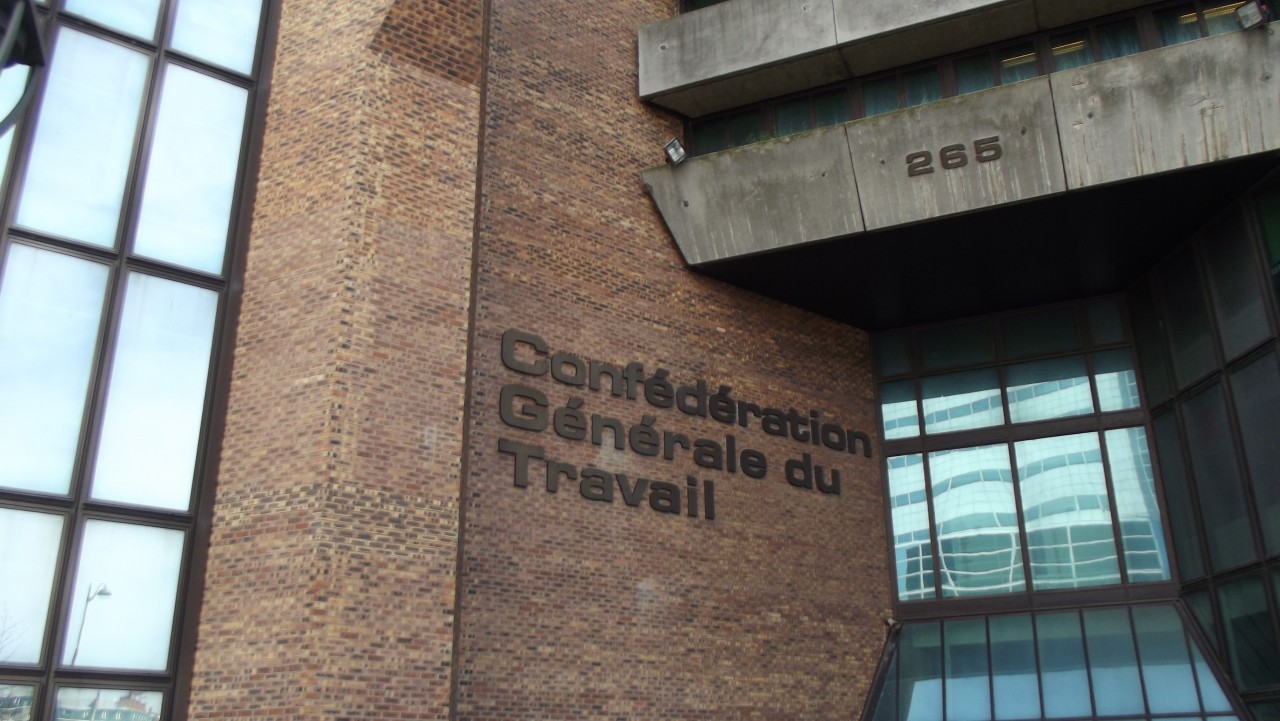 265
Confédération
Générale du
Travail